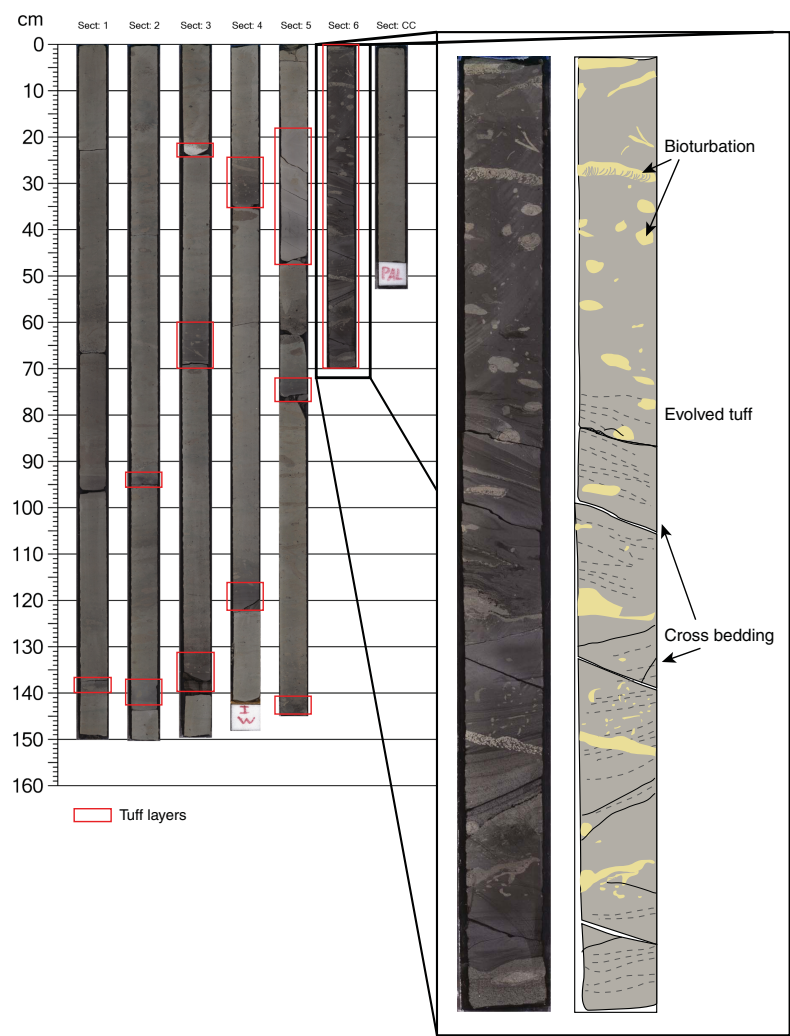 cm
Sect: 1
Sect: 2
Sect: 3
Sect: 4
Sect: 5
Sect: 6
Sect: CC
0
10
20
30
40
50
60
70
80
90
100
110
120
130
140
150
160
PAL
I
W
Tuff layers
Bioturbation
Evolved tuff
Cross bedding